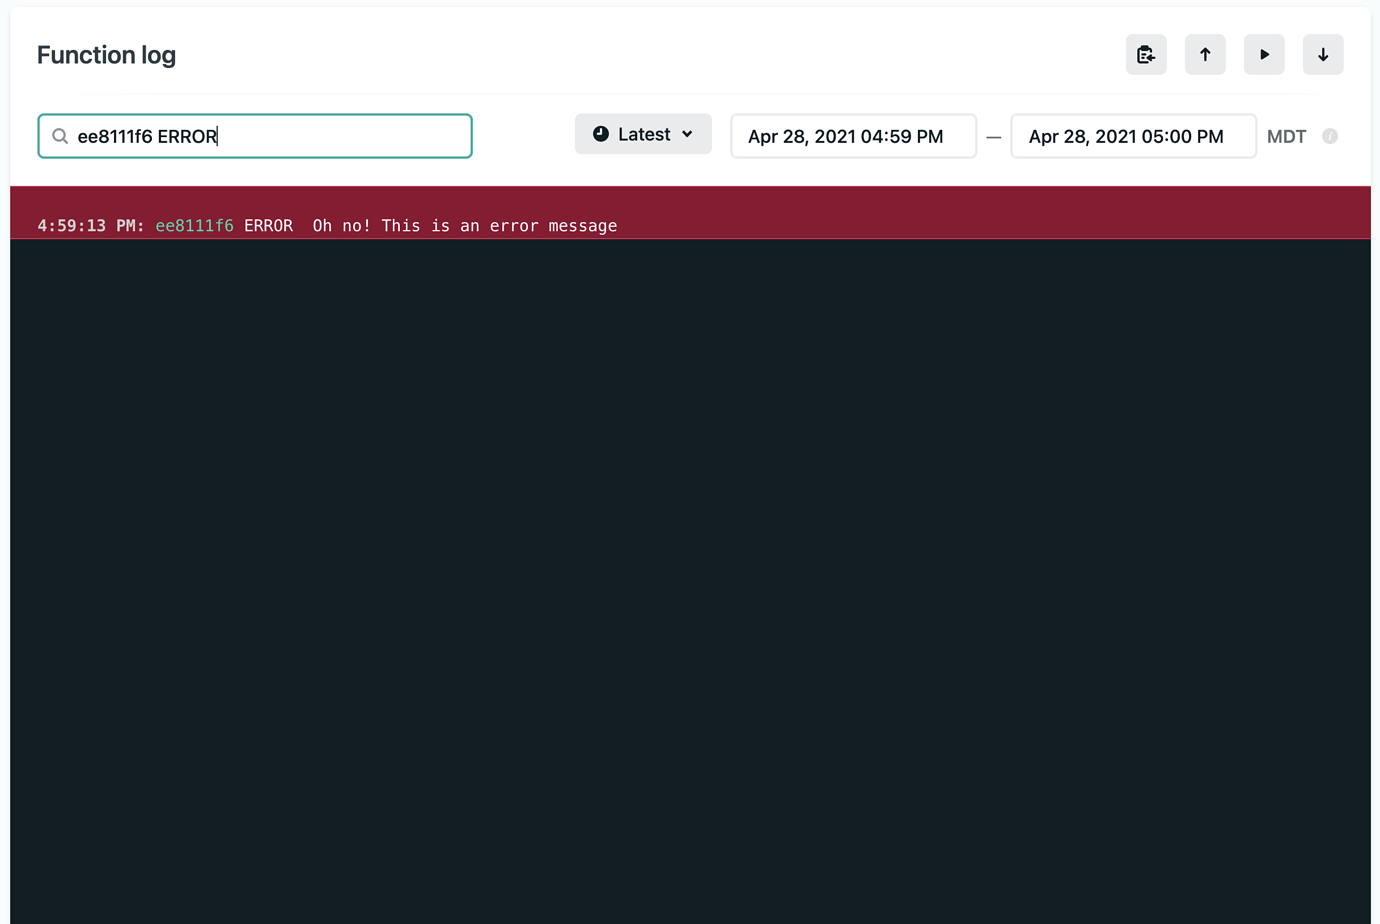 Function log
ee8111f6 ERROR
Latest
Apr 28, 2021 04:59 PM — Apr 28, 2021 05:00 PM MDT
4:59:13 PM: ee8111f6 ERROR  Oh no! This is an error message